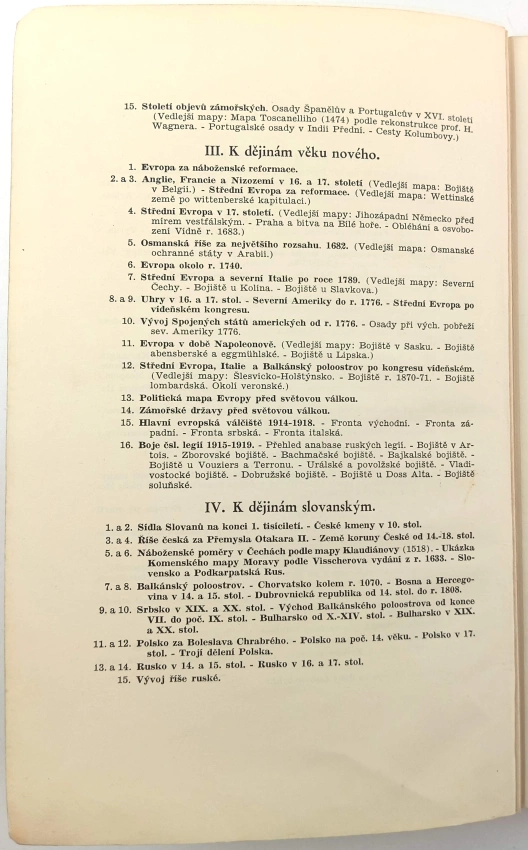 15. Století objevů zámořských. Osady Španělův a Portugalcův v XVI. století
(Vedlejší mapy: Mapa Toscanelliho (1474) podle rekonstrukce prof. H.
Wagnera. - Portugalské osady v Indii Přední. - Cesty Kolumbovy.)
III. K dějinám věku nového.
1. Evropa za náboženské reformace.
2. a 3. Anglie, Francie a Nizozemí v 16. a 17. století (Vedlejší mapa: Bojiště
v Belgii.) - Střední Evropa za reformace. (Vedlejší mapa: Wettinské
země po wittenberské kapitulaci.)
4. Střední Evropa v 17. století. (Vedlejší mapy: Jihozápadní Německo před
mírem vestfálským. - Praha a bitva na Bílé hoře. - Obléhání a osvobo-
zení Vídně r. 1683.)
5. Osmanská říše za největšího rozsahu. 1682. (Vedlejší mapa: Osmanské
ochranné státy v Arabii.)
6. Evropa okolo r. 1740.
7. Střední Evropa a severní Italie po roce 1789. (Vedlejší mapy: Severní
Čechy. - Bojiště u Kolína. - Bojiště u Slavkova.)
8. a 9. Uhry v 16. a 17. stol. - Severní Ameriky do r. 1776. - Střední Evropa po
vídeňském kongresu.
10. Vývoj Spojených států amerických od r. 1776. - Osady při vých. pobřeží
sev. Ameriky 1776.
11. Evropa v době Napoleonově. (Vedlejší mapy: Bojiště v Sasku. - Bojiště
abensberské a eggmühlské. - Bojiště u Lipska.)
12. Střední Evropa, Italie a Balkánský poloostrov po kongresu vídeňském.
(Vedlejší mapy: Šlesvicko-Holštýnsko. - Bojiště r. 1870-71. - Bojiště
lombardská. Okolí veronské.)
13. Politická mapa Evropy před světovou válkou.
14. Zámořské državy před světovou válkou.
15. Hlavní evropská válčiště 1914-1918. - Fronta východní. - Fronta zá-
padní. - Fronta srbská. - Fronta italská.
16. Boje čsl. legií 1915-1919. - Přehled anabase ruských legií. - Bojiště v Ar-
tois. - Zborovské bojiště. - Bachmačské bojiště. - Bajkalské bojiště. -
Bojiště u Vouziers a Terronu. - Urálské a povolžské bojiště. - Vladi-
vostocké bojiště. - Dobružské bojiště. - Bojiště u Doss Alta. - Bojiště
soluňské.
IV. K dějinám slovanským.
1. a 2. Sídla Slovanů na konci 1. tisíciletí. - České kmeny v 10. stol.
3. a 4. Říše česká za Přemysla Otakara II. - Země koruny České od 14.-18. stol.
5. a 6. Náboženské poměry v Čechách podle mapy Klaudiánovy (1518). - Ukázka
Komenského mapy Moravy podle Visscherova vydání z r. 1633. - Slo-
vensko a Podkarpatská Rus.
7. a 8. Balkánský poloostrov. - Chorvatsko kolem r. 1070. - Bosna a Hercego-
vina v 14. a 15. stol. - Dubrovnická republika od 14. stol. do r. 1808.
9. a 10. Srbsko v XIX. a XX. stol. - Východ Balkánského poloostrova od konce
VII. do poč. IX. stol. - Bulharsko od X.-XIV. stol. - Bulharsko v XIX.
a XX. stol.
11. a 12. Polsko za Boleslava Chrabrého. - Polsko na poč. 14. věku. - Polsko v 17.
stol. - Trojí dělení Polska.
13. a 14. Rusko v 14. a 15. stol. - Rusko v 16. a 17. stol.
15. Vývoj říše ruské.